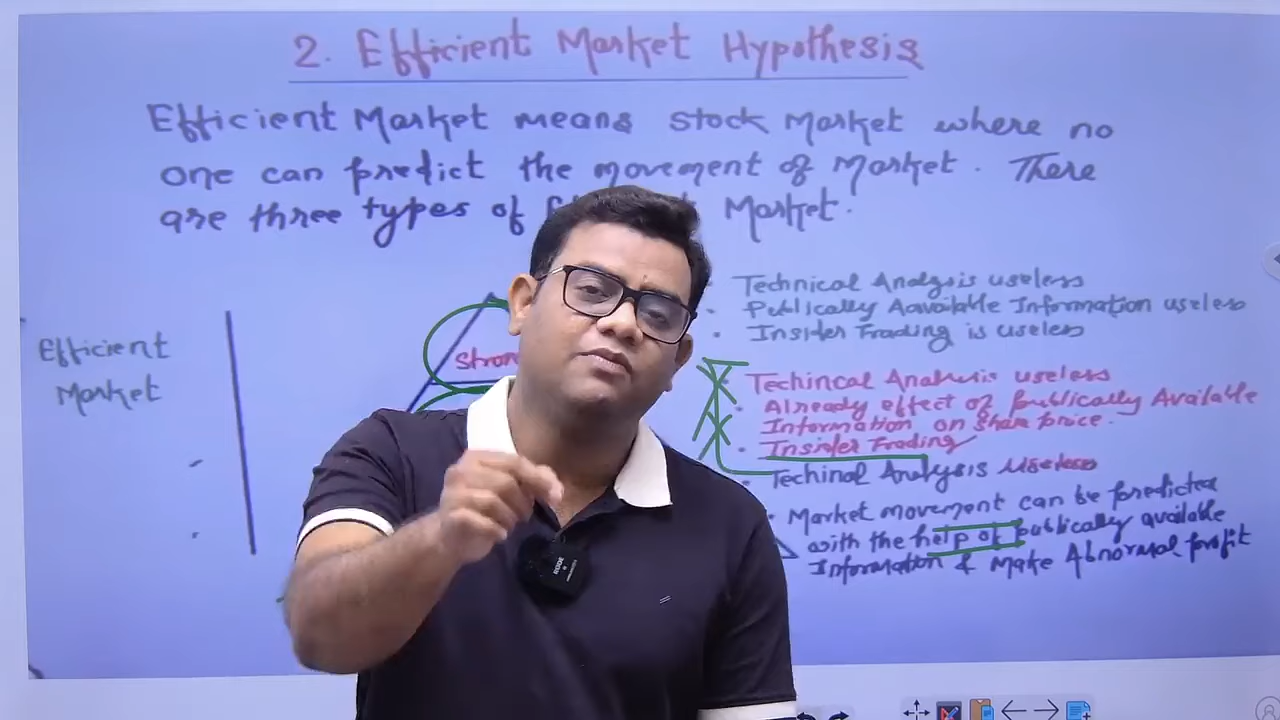 2. Efficient Market Hypothesis
Efficient Market means stock Market where no
one can predict the movement of Market. There
are three types of Market.
Efficient
Market
Technical Analysis useless
Publically Aavailable Information useless
Insider Trading is useless
Techincal Analysis useless
Already effect of publically Available
Information on share price.
Insider Trading
Techinal Analysis Useless
Market movement can be predicted
with the help of publically available
Information & Make Abnormal profit
RODE